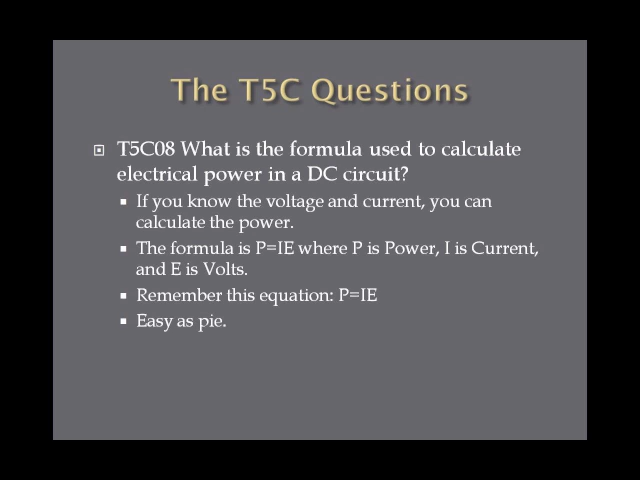 The T5C Questions
T5C08 What is the formula used to calculate
electrical power in a DC circuit?
If you know the voltage and current, you can
calculate the power.
The formula is P=IE where P is Power, I is Current,
and E is Volts.
Remember this equation: P=IE
Easy as pie.